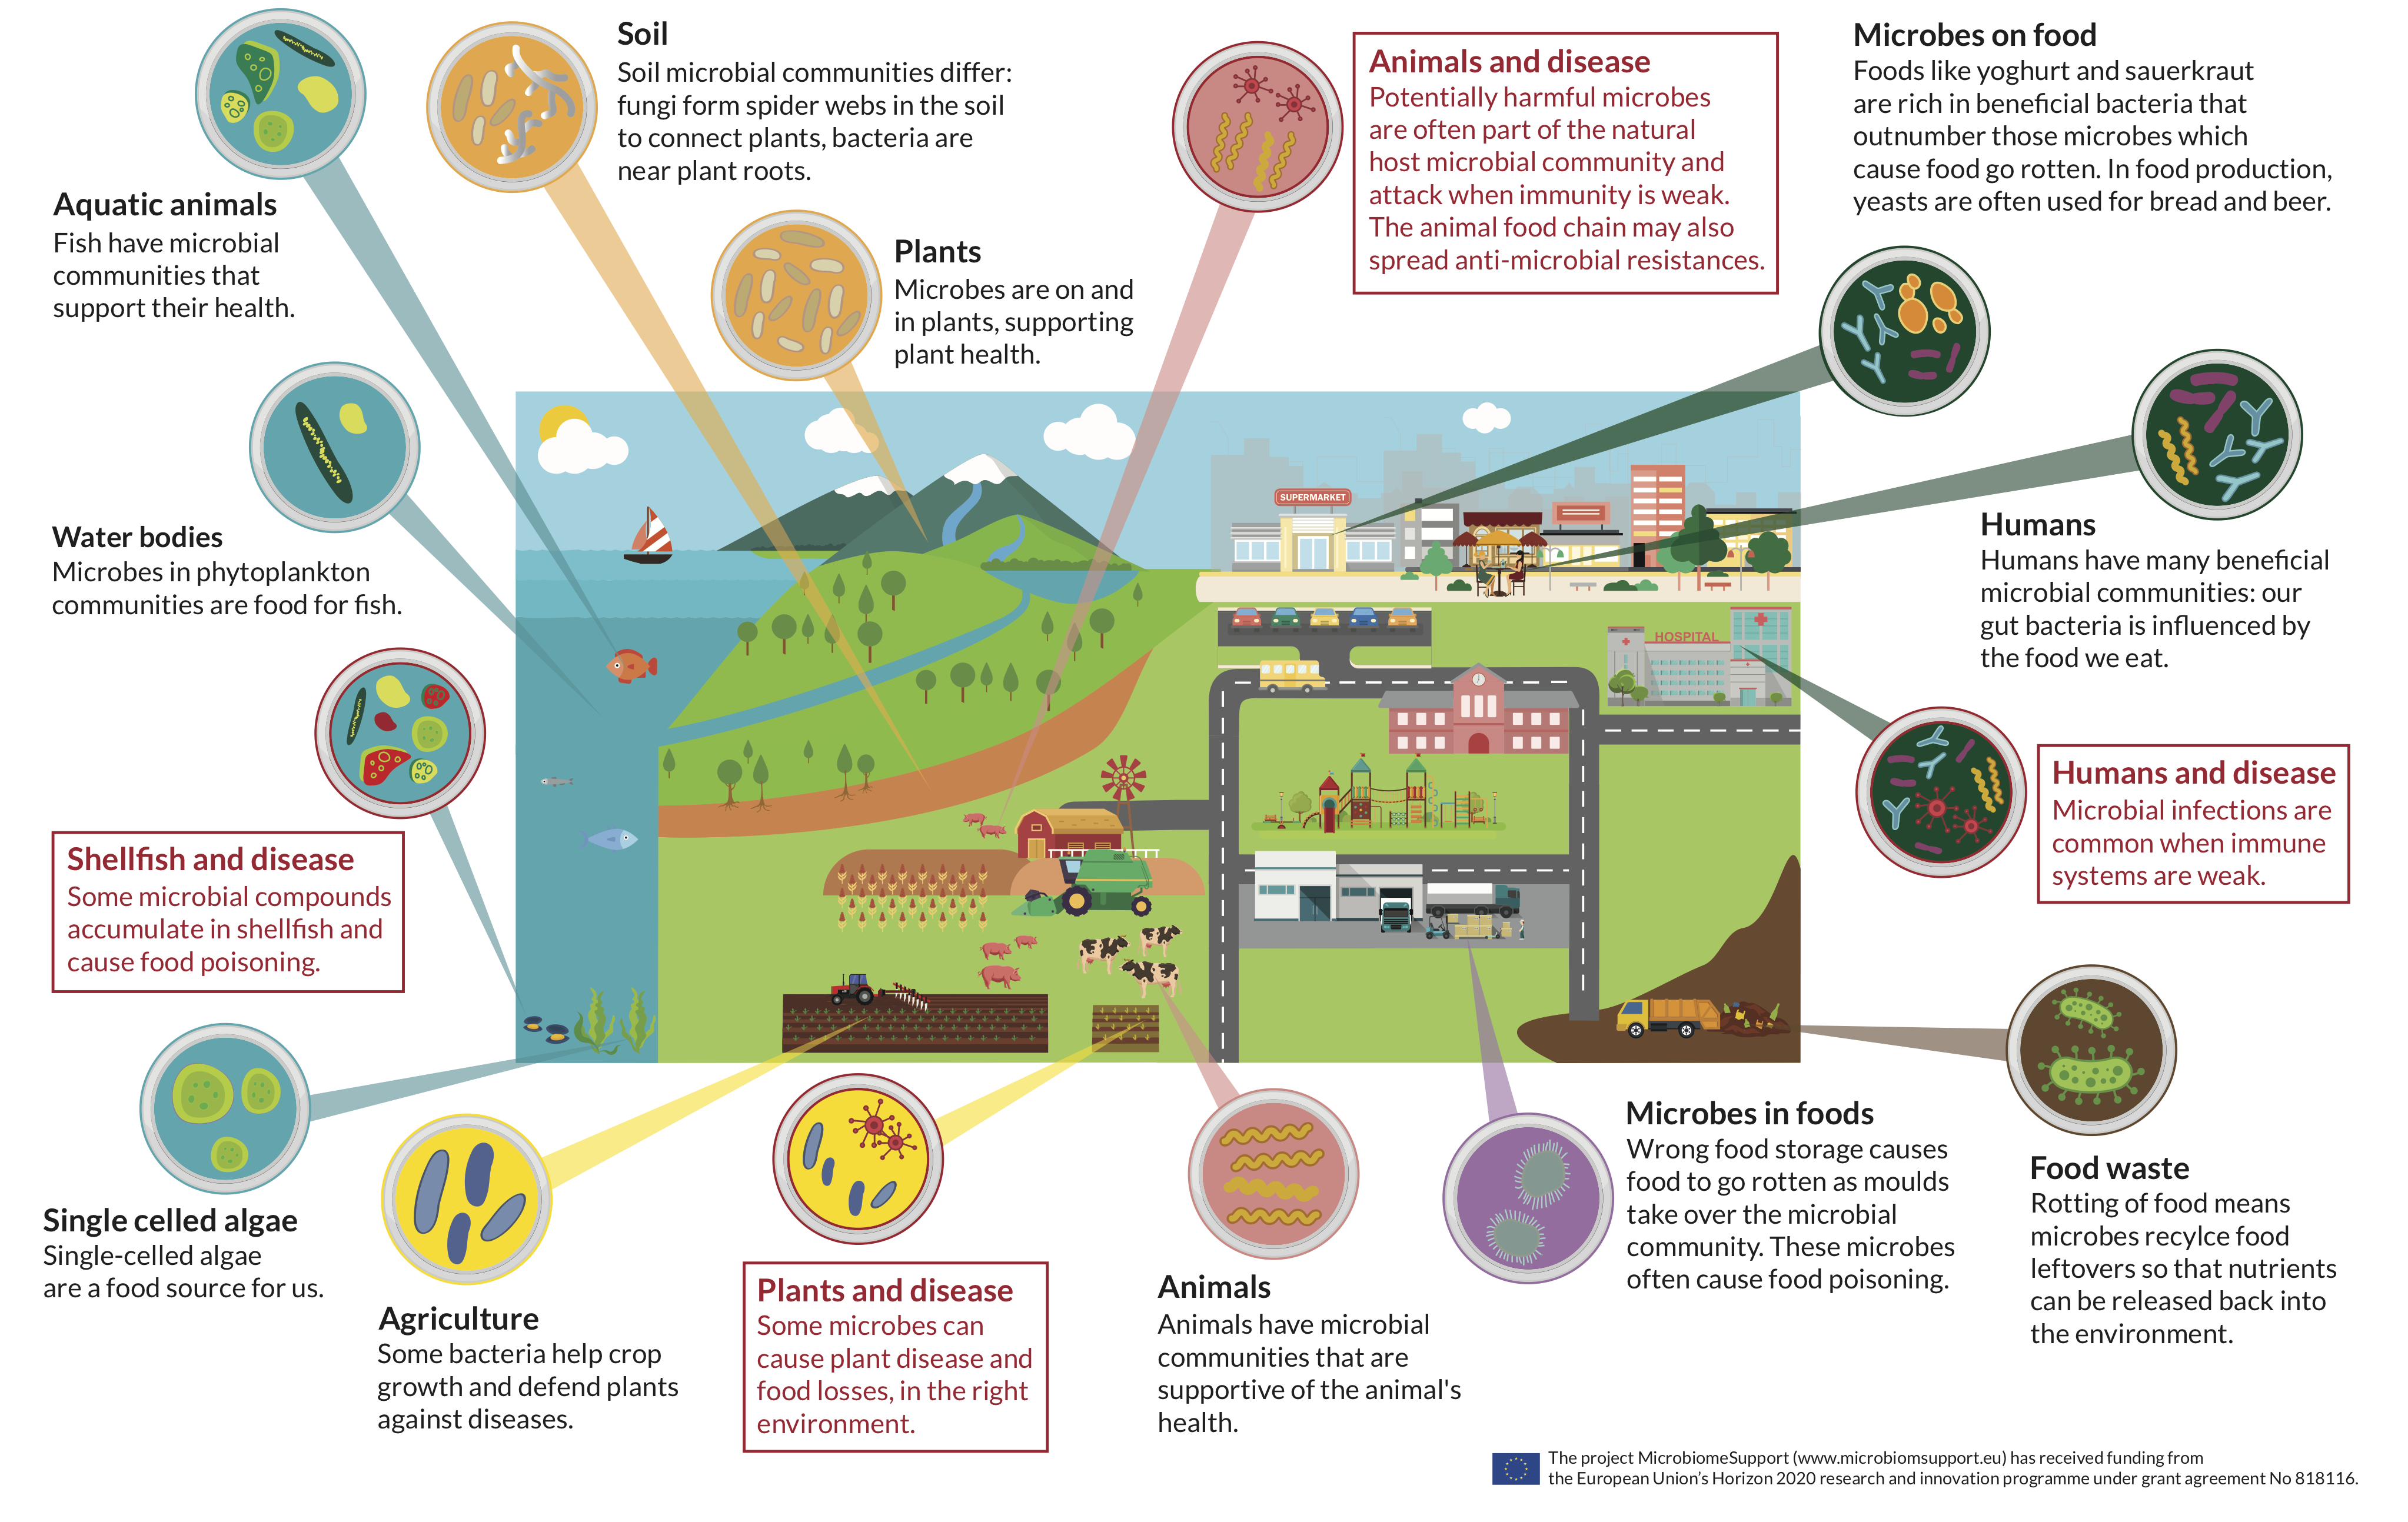 Soil
Soil microbial communities differ:
fungi form spider webs in the soil
to connect plants, bacteria are
near plant roots.
Animals and disease
Potentially harmful microbes
are often part of the natural
host microbial community and
attack when immunity is weak.
The animal food chain may also
spread anti-microbial resistances.
Microbes on food
Foods like yoghurt and sauerkraut
are rich in beneficial bacteria that
outnumber those microbes which
cause food go rotten. In food production,
yeasts are often used for bread and beer.
Aquatic animals
Fish have microbial
communities that
support their health.
Plants
Microbes are on and
in plants, supporting
plant health.
SUPERMARKET
Water bodies
Microbes in phytoplankton
communities are food for fish.
Humans
Humans have many beneficial
microbial communities: our
gut bacteria is influenced by
the food we eat.
HOSPITAL
Humans and disease
Microbial infections are
common when immune
systems are weak.
Shellfish and disease
Some microbial compounds
accumulate in shellfish and
cause food poisoning.
Single celled algae
Single-celled algae
are a food source for us.
Agriculture
Some bacteria help crop
growth and defend plants
against diseases.
Plants and disease
Some microbes can
cause plant disease and
food losses, in the right
environment.
Animals
Animals have microbial
communities that are
supportive of the animal's
health.
Microbes in foods
Wrong food storage causes
food to go rotten as moulds
take over the microbial
community. These microbes
often cause food poisoning.
Food waste
Rotting of food means
microbes recylce food
leftovers so that nutrients
can be released back into
the environment.
The project MicrobiomeSupport (www.microbiomsupport.eu) has received funding from
the European Union's Horizon 2020 research and innovation programme under grant agreement No 818116.